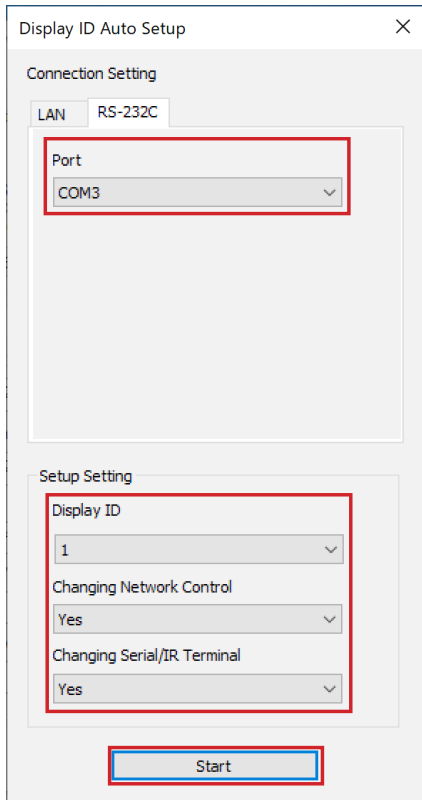 Display ID Auto Setup
Connection Setting
LAN RS-232C
Port
COM3
Setup Setting
Display ID
1
Changing Network Control
Yes
Changing Serial/IR Terminal
Yes
Start